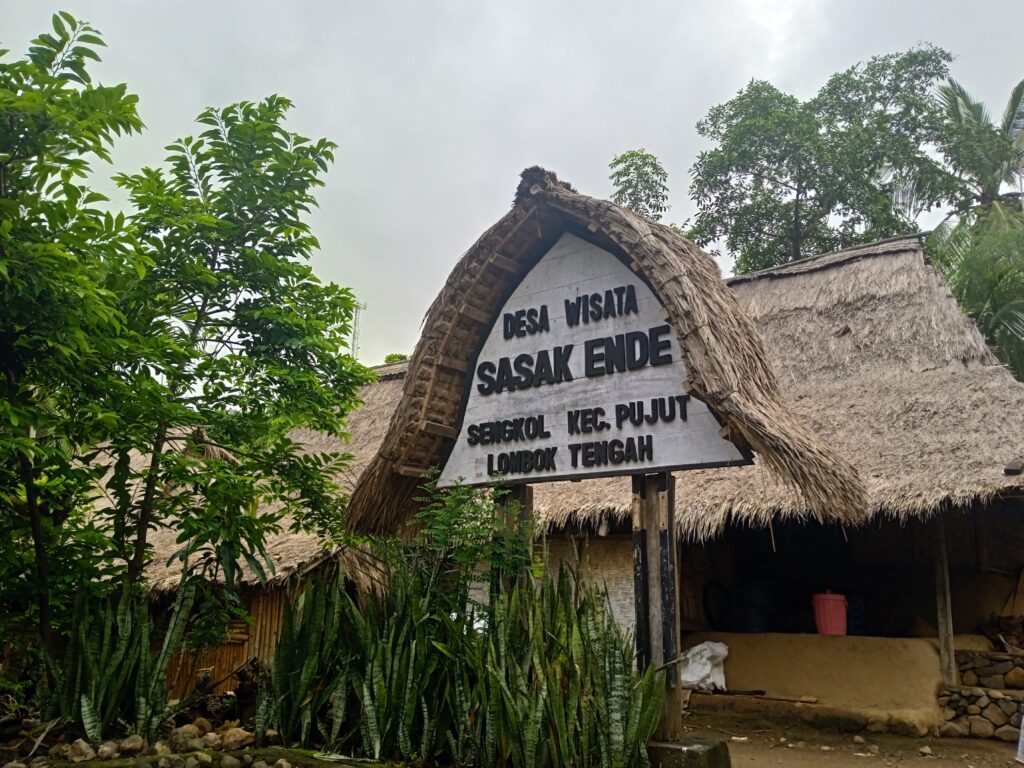 DESA WISATA
SASAK ENDE
SENGKOL KEC. PUJUT
LOMBOK TENGAH